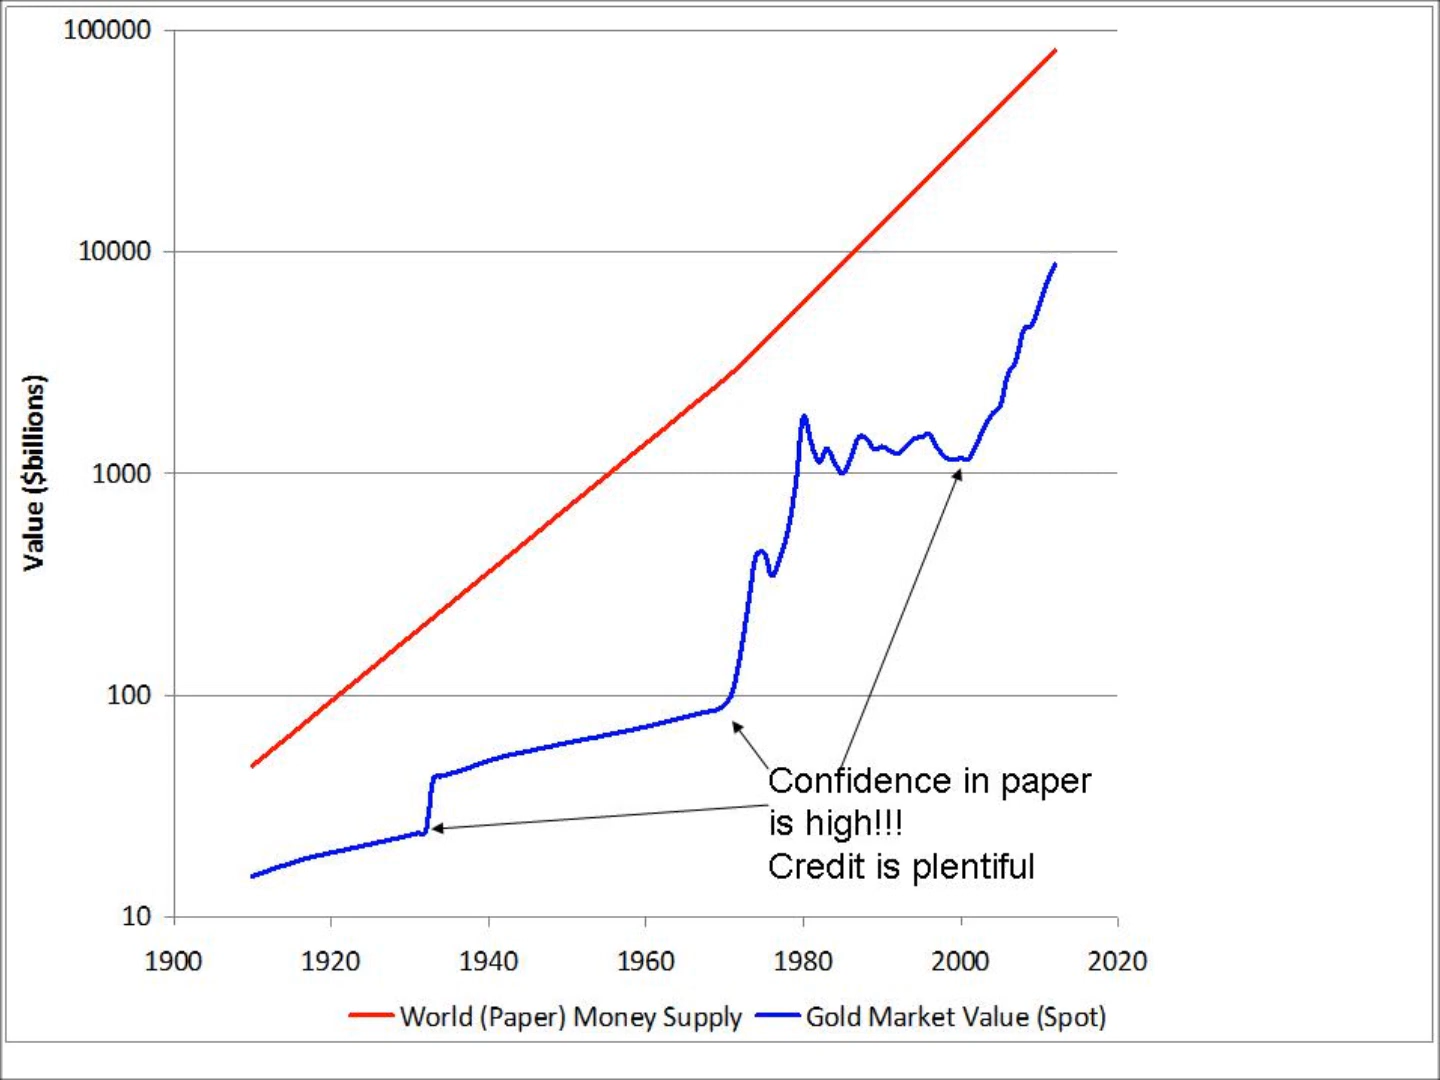 100000
10000
1000
100
10
Value ($billions)
Confidence in paper
is high!!!
Credit is plentiful
1900 1920 1940 1960 1980 2000 2020
World (Paper) Money Supply Gold Market Value (Spot)